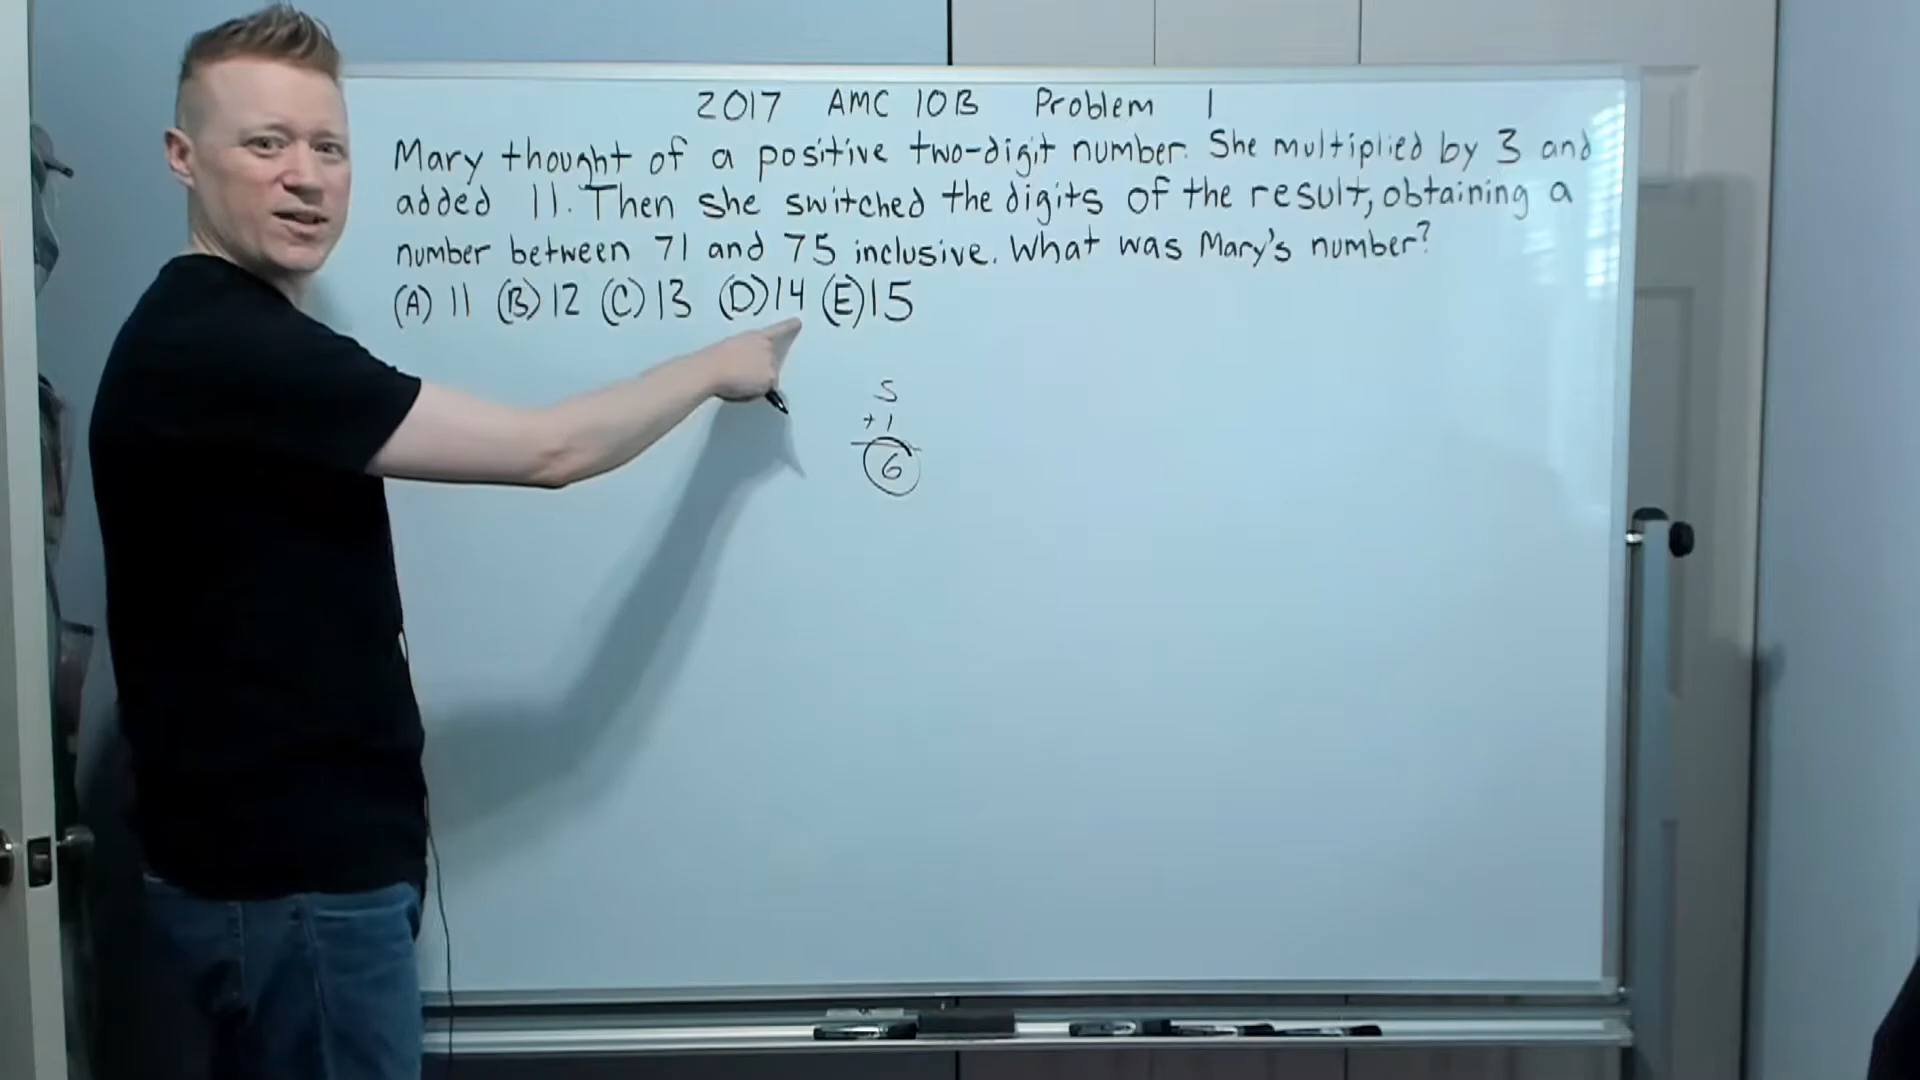 2017 AMC 10B Problem 1
Mary thought of a positive two-digit number. She multiplied by 3 and
added 11. Then she switched the digits of the result, obtaining a
number between 71 and 75 inclusive. What was Mary's number?
(A) 11 (B) 12 (C) 13 (D) 14 (E) 15
5
+ 1
6